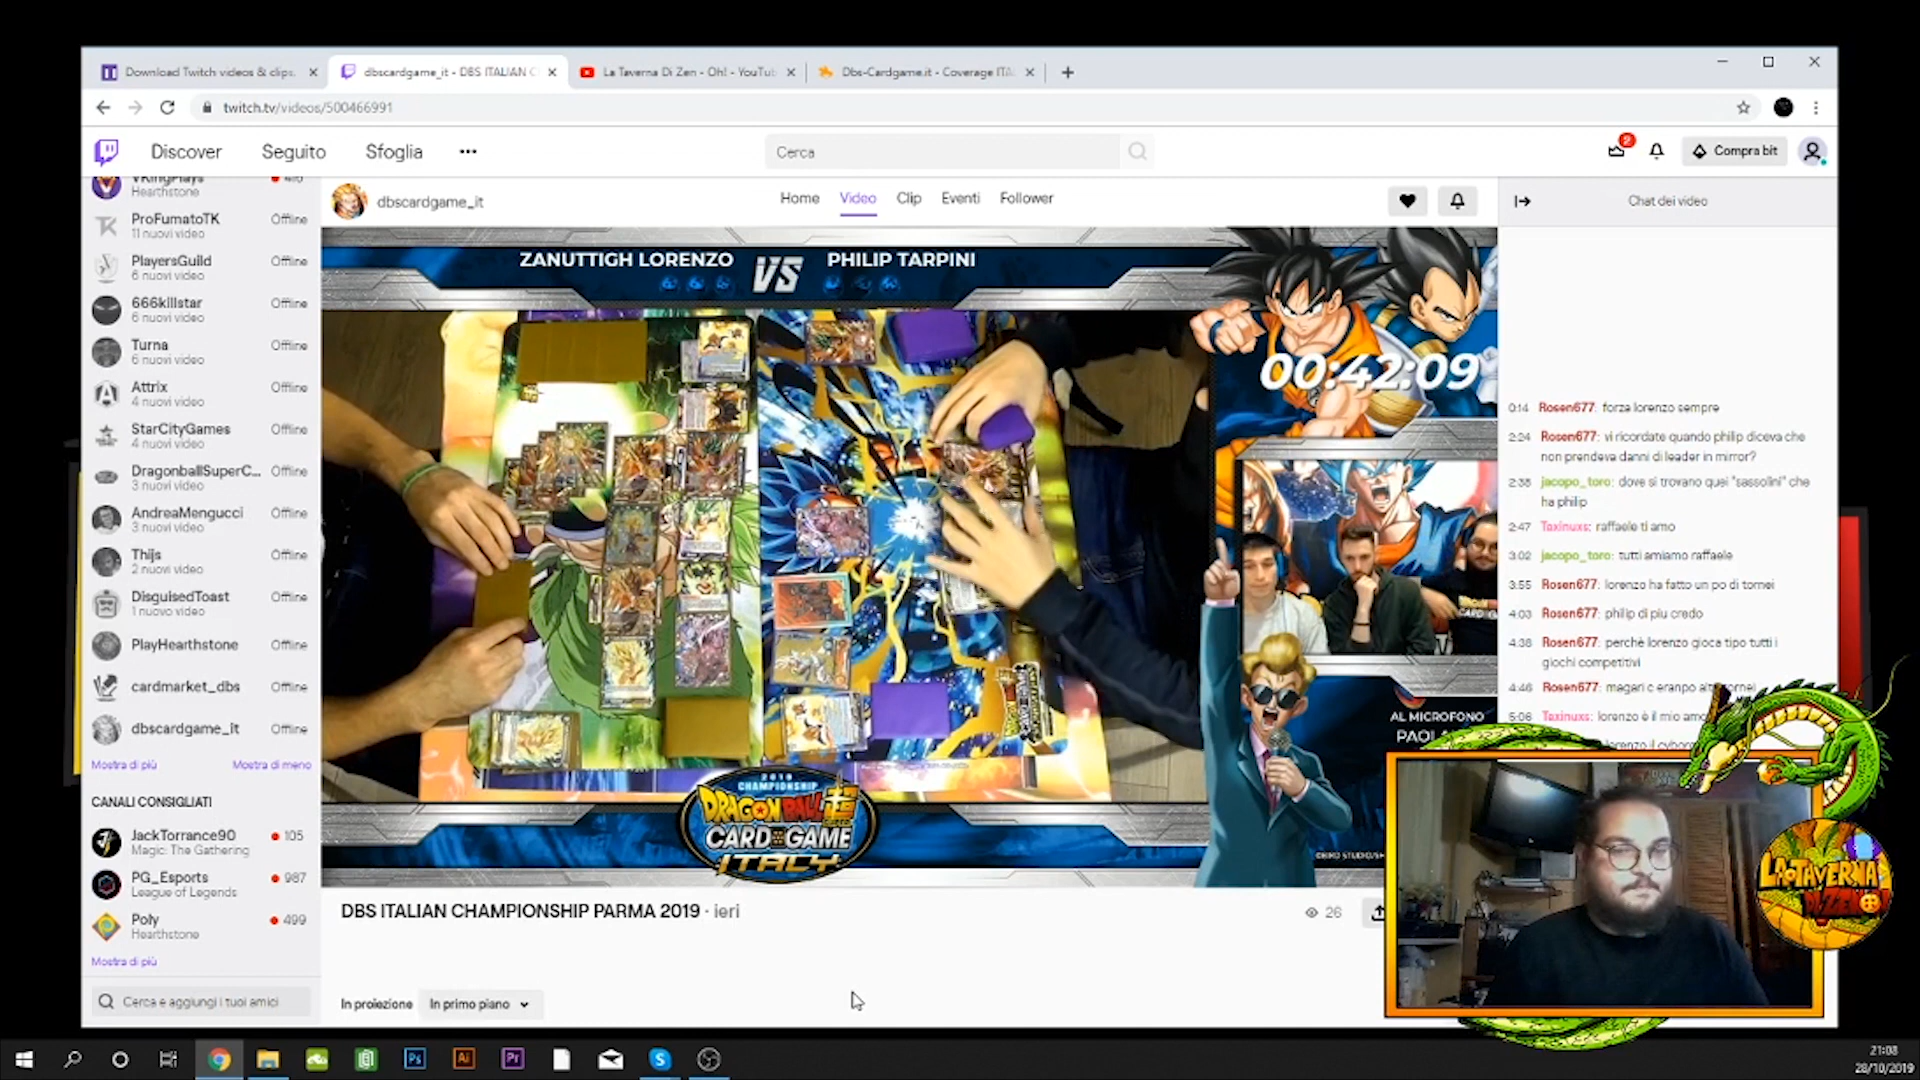 Download Twitch videos & clips.
dbscardgame_it - DBS ITALIAN C
La Taverna Di Zen - Oh! - YouTub
Dbs-Cardgame.it - Coverage ITA
twitch.tv/videos/500466991
Discover
Seguito
Sfoglia
Cerca
2
Compra bit
VKingPlays
Hearthstone
ProFumatoTK
Offline
11 nuovi video
PlayersGuild
Offline
6 nuovi video
666killstar
Offline
6 nuovi video
Turna
Offline
6 nuovi video
Attrix
Offline
4 nuovi video
StarCityGames
Offline
4 nuovi video
DragonballSuperC...
Offline
3 nuovi video
AndreaMengucci
Offline
3 nuovi video
Thijs
Offline
2 nuovi video
DisguisedToast
Offline
1 nuovo video
PlayHearthstone
Offline
cardmarket_dbs
Offline
dbscardgame_it
Offline
Mostra di più
Mostra di meno
CANALI CONSIGLIATI
JackTorrance90
105
Magic: The Gathering
PG_Esports
987
League of Legends
Poly
499
Hearthstone
Mostra di più
Cerca e aggiungi i tuoi amici
dbscardgame_it
Home
Video
Clip
Eventi
Follower
ZANUTTIGH LORENZO
VS
PHILIP TARPINI
00:42:09
AL MICROFONO
2019
CHAMPIONSHIP
DRAGON BALL
CARD GAME
ITALY
DBS ITALIAN CHAMPIONSHIP PARMA 2019 · ieri
26
In proiezione
In primo piano
Chat dei video
0:14 Rosen677: forza lorenzo sempre
2:24 Rosen677: vi ricordate quando philip diceva che
non prendeva danni di leader in mirror?
2:38 jacopo_toro: dove si trovano quei "sassolini" che
ha philip
2:47 Taxinuxs: raffaele ti amo
3:02 jacopo_toro: tutti amiamo raffaele
3:55 Rosen677: lorenzo ha fatto un po di tornei
4:03 Rosen677: philip di piu credo
4:38 Rosen677: perchè lorenzo gioca tipo tutti i
giochi competitivi
4:46 Rosen677: magari c eranpo
5:06 Taxinuxs: lorenzo è il mio
LA TAVERNA
DI ZEN
21:08
28/10/2019